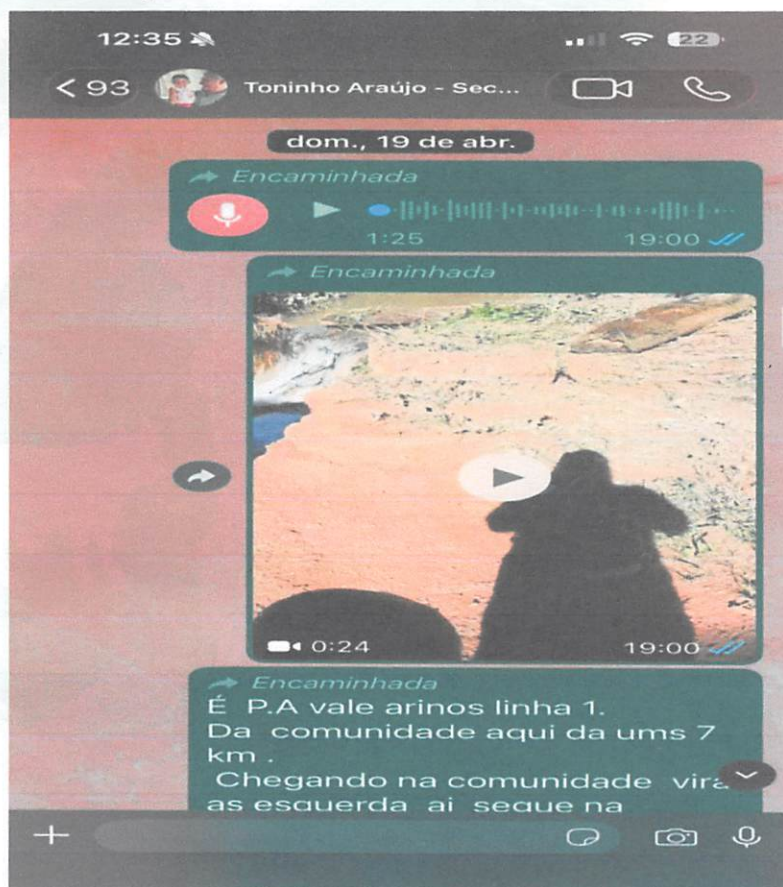 12:35
22
93
Toninho Araújo - Sec...
dom., 19 de abr.
Encaminhada
1:25
19:00
Encaminhada
0:24
19:00
Encaminhada
É P.A vale arinos linha 1.
Da comunidade aqui da ums 7
km .
Chegando na comunidade vira
as esquerda ai segue na